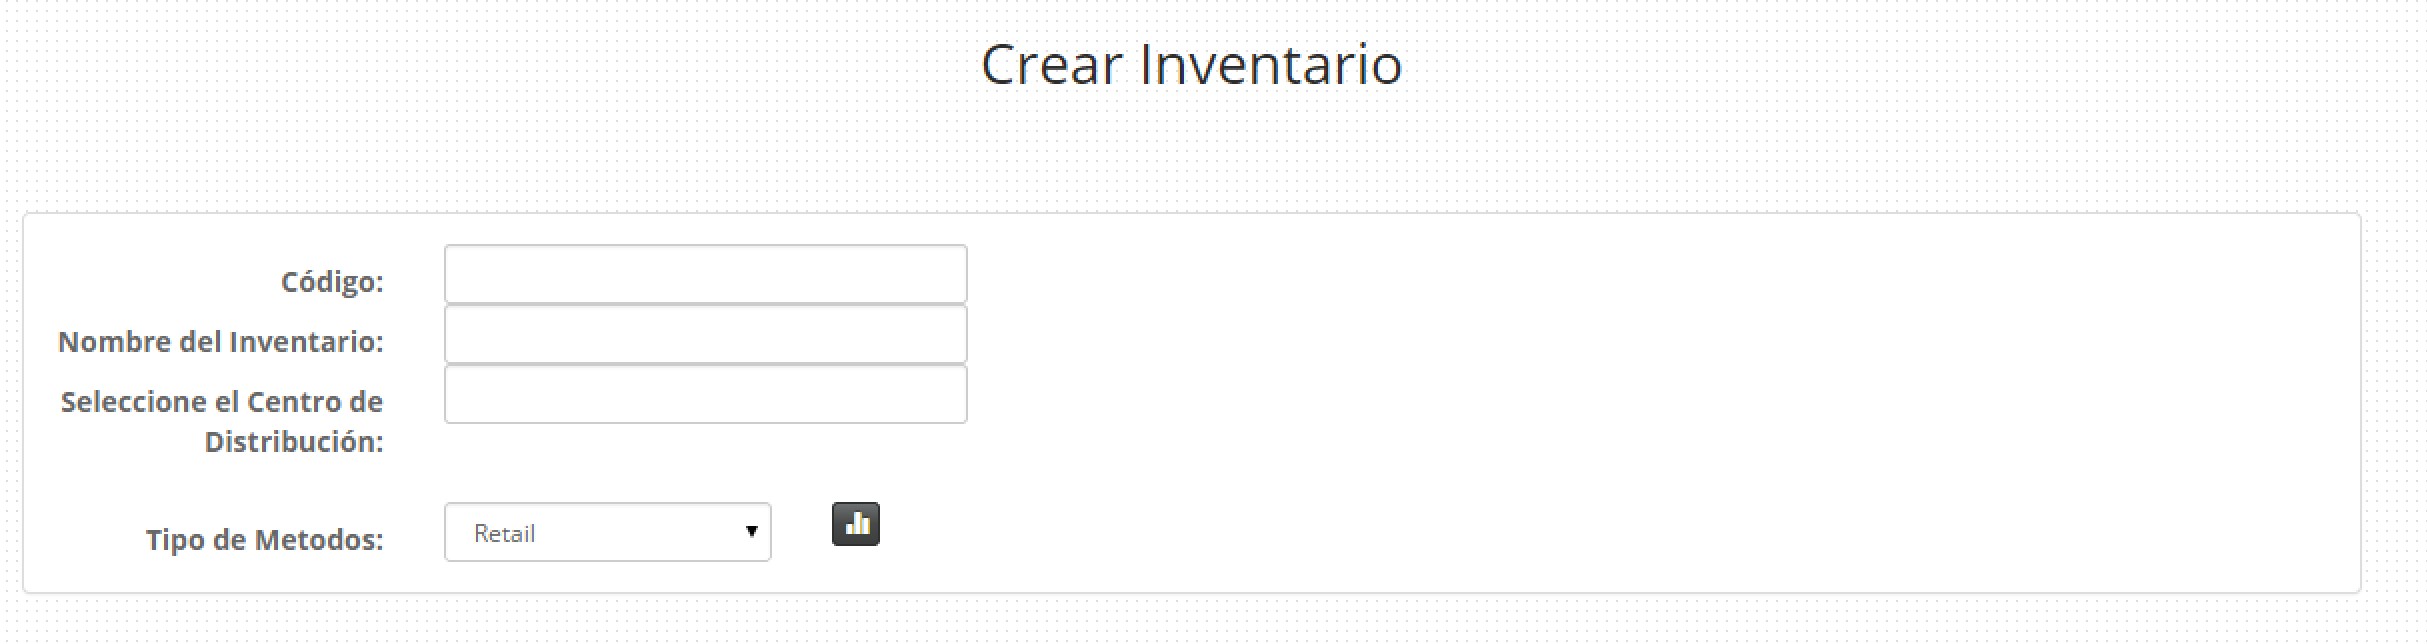 Crear Inventario
Código:
Nombre del Inventario:
Seleccione el Centro de
Distribución:
Tipo de Metodos:
Retail